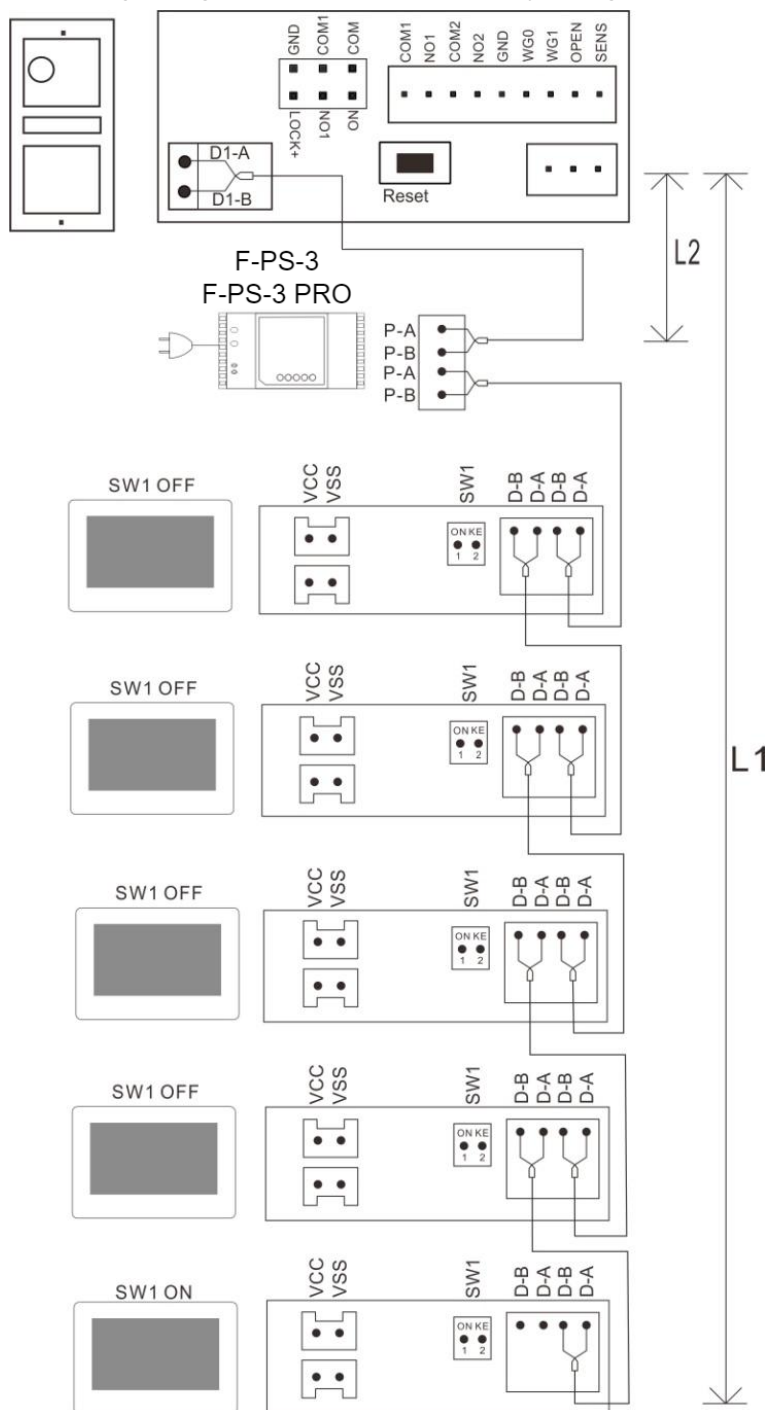 GND COM1 COM
COM1 NO1 COM2 NO2 GND WG0 WG1 OPEN SENS
LOCK+ NO1 NO
D1-A
D1-B
Reset
L2
F-PS-3
F-PS-3 PRO
P-A
P-B
P-A
P-B
SW1 OFF
VCC VSS
SW1
D-B D-A D-B D-A
ON KE
1 2
SW1 OFF
VCC VSS
SW1
D-B D-A D-B D-A
ON KE
1 2
L1
SW1 OFF
VCC VSS
SW1
D-B D-A D-B D-A
ON KE
1 2
SW1 OFF
VCC VSS
SW1
D-B D-A D-B D-A
ON KE
1 2
SW1 ON
VCC VSS
SW1
D-B D-A D-B D-A
ON KE
1 2